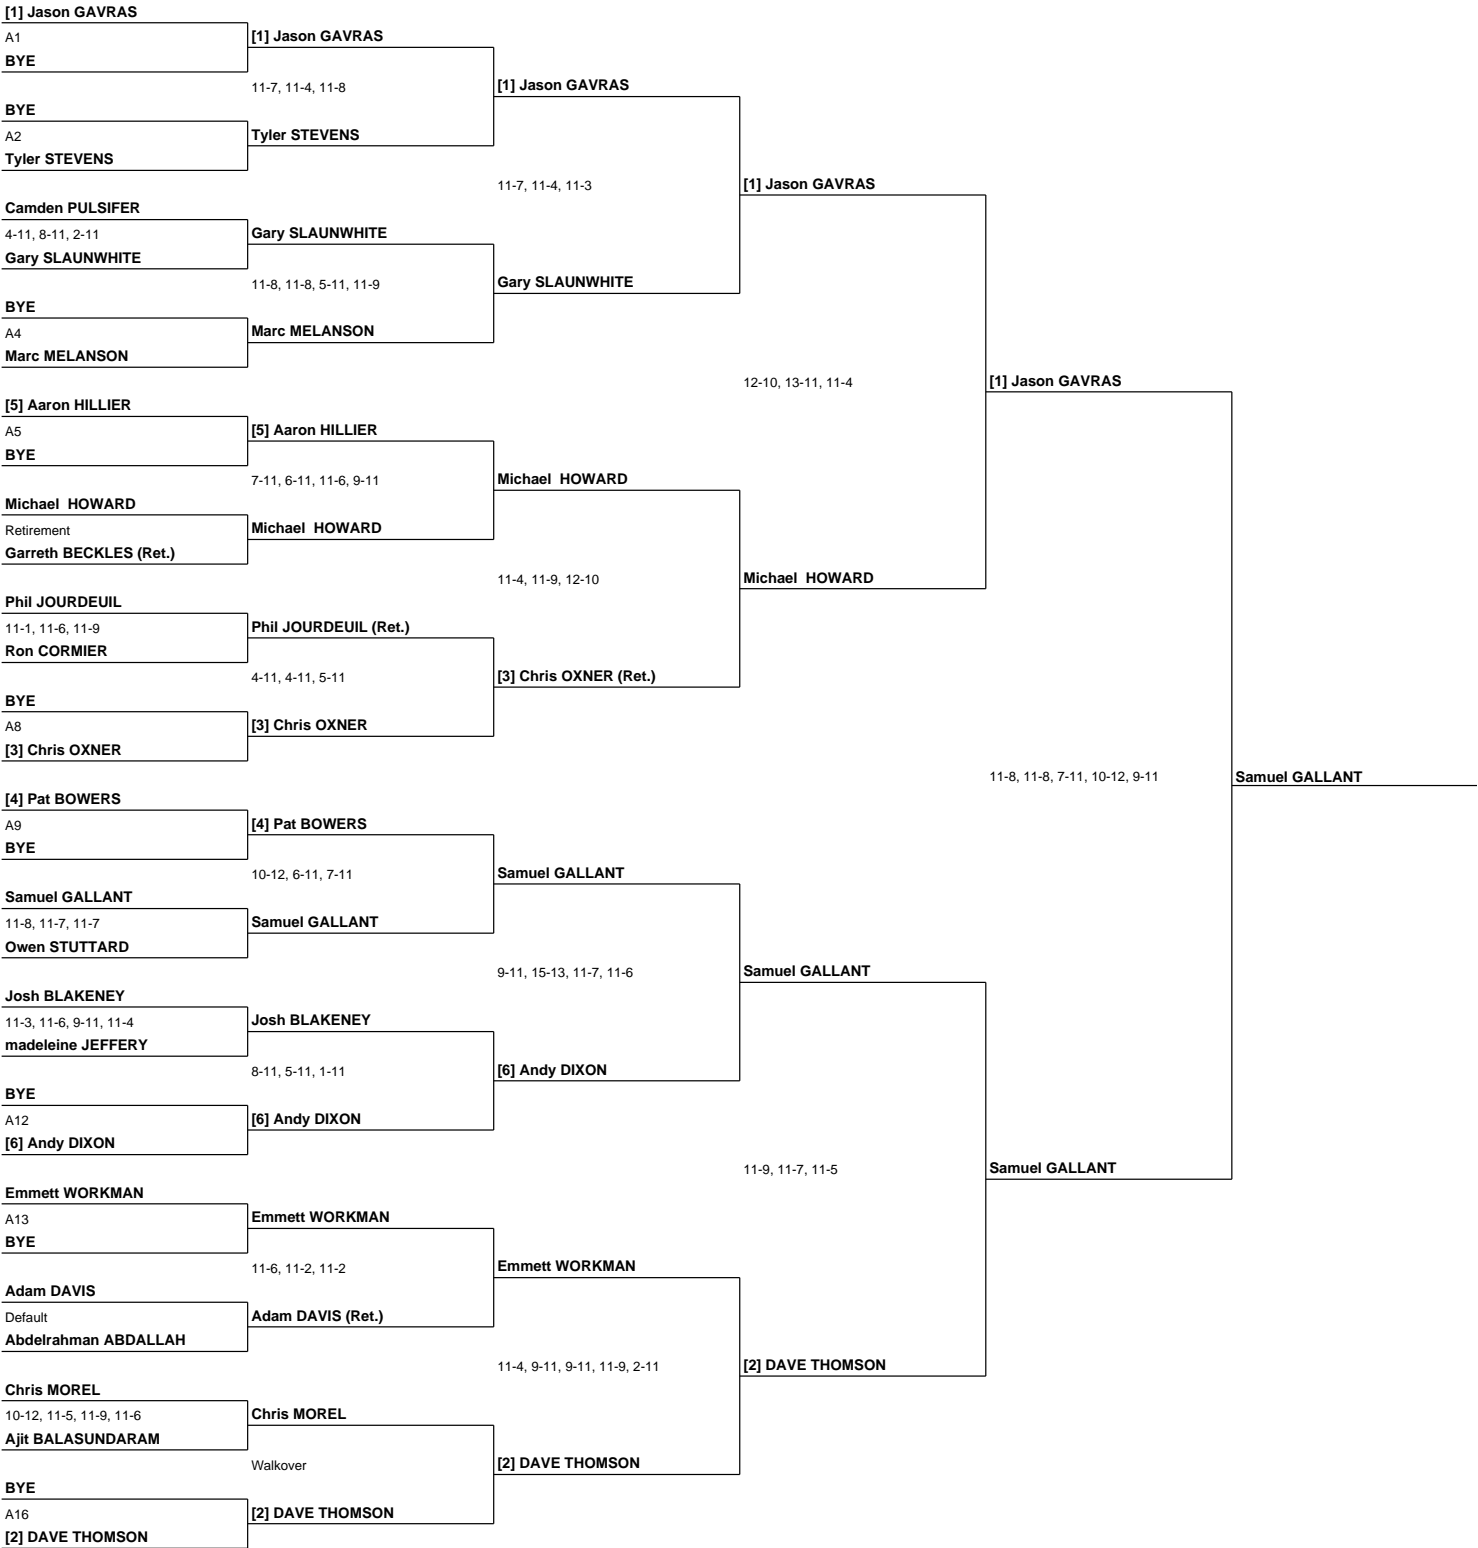 [1] Jason GAVRAS
A1
[1] Jason GAVRAS
BYE
11-7, 11-4, 11-8
[1] Jason GAVRAS
BYE
A2
Tyler STEVENS
Tyler STEVENS
11-7, 11-4, 11-3
[1] Jason GAVRAS
Camden PULSIFER
4-11, 8-11, 2-11
Gary SLAUNWHITE
Gary SLAUNWHITE
11-8, 11-8, 5-11, 11-9
Gary SLAUNWHITE
BYE
A4
Marc MELANSON
Marc MELANSON
12-10, 13-11, 11-4
[1] Jason GAVRAS
[5] Aaron HILLIER
A5
[5] Aaron HILLIER
BYE
7-11, 6-11, 11-6, 9-11
Michael  HOWARD
Michael  HOWARD
Retirement
Michael  HOWARD
Garreth BECKLES (Ret.)
11-4, 11-9, 12-10
Michael  HOWARD
Phil JOURDEUIL
11-1, 11-6, 11-9
Phil JOURDEUIL (Ret.)
Ron CORMIER
4-11, 4-11, 5-11
[3] Chris OXNER (Ret.)
BYE
A8
[3] Chris OXNER
[3] Chris OXNER
11-8, 11-8, 7-11, 10-12, 9-11
Samuel GALLANT
[4] Pat BOWERS
A9
[4] Pat BOWERS
BYE
10-12, 6-11, 7-11
Samuel GALLANT
Samuel GALLANT
11-8, 11-7, 11-7
Samuel GALLANT
Owen STUTTARD
9-11, 15-13, 11-7, 11-6
Samuel GALLANT
Josh BLAKENEY
11-3, 11-6, 9-11, 11-4
Josh BLAKENEY
madeleine JEFFERY
8-11, 5-11, 1-11
[6] Andy DIXON
BYE
A12
[6] Andy DIXON
[6] Andy DIXON
11-9, 11-7, 11-5
Samuel GALLANT
Emmett WORKMAN
A13
Emmett WORKMAN
BYE
11-6, 11-2, 11-2
Emmett WORKMAN
Adam DAVIS
Default
Adam DAVIS (Ret.)
Abdelrahman ABDALLAH
11-4, 9-11, 9-11, 11-9, 2-11
[2] DAVE THOMSON
Chris MOREL
10-12, 11-5, 11-9, 11-6
Chris MOREL
Ajit BALASUNDARAM
Walkover
[2] DAVE THOMSON
BYE
A16
[2] DAVE THOMSON
[2] DAVE THOMSON